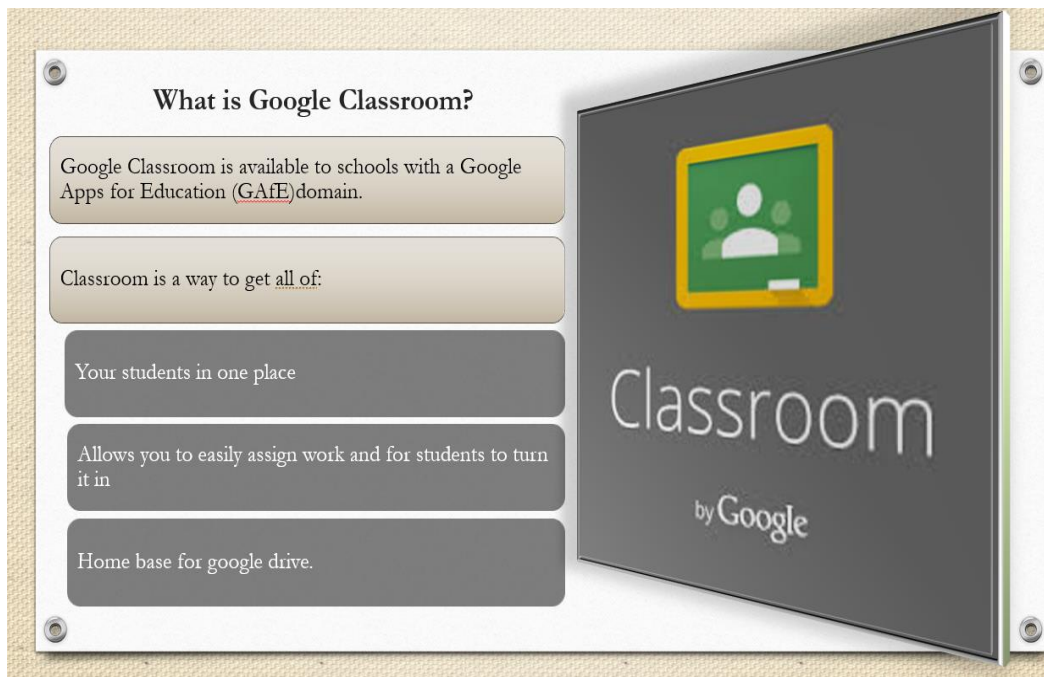 What is Google Classroom?
Google Classroom is available to schools with a Google
Apps for Education (GAfE)domain.
Classroom is a way to get all of:
Your students in one place
Allows you to easily assign work and for students to turn
it in
Home base for google drive.
Classroom
by Google